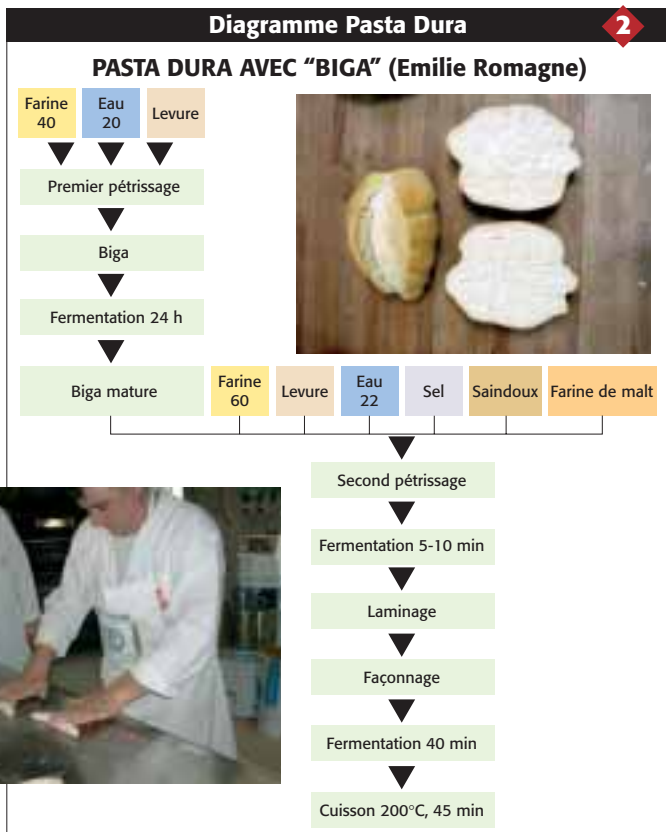 Diagramme Pasta Dura
2
PASTA DURA AVEC "BIGA" (Emilie Romagne)
Farine
40
Eau
20
Levure
Premier pétrissage
Biga
Fermentation 24 h
Biga mature
Farine
60
Levure
Eau
22
Sel
Saindoux
Farine de malt
Second pétrissage
Fermentation 5-10 min
Laminage
Façonnage
Fermentation 40 min
Cuisson 200°C, 45 min